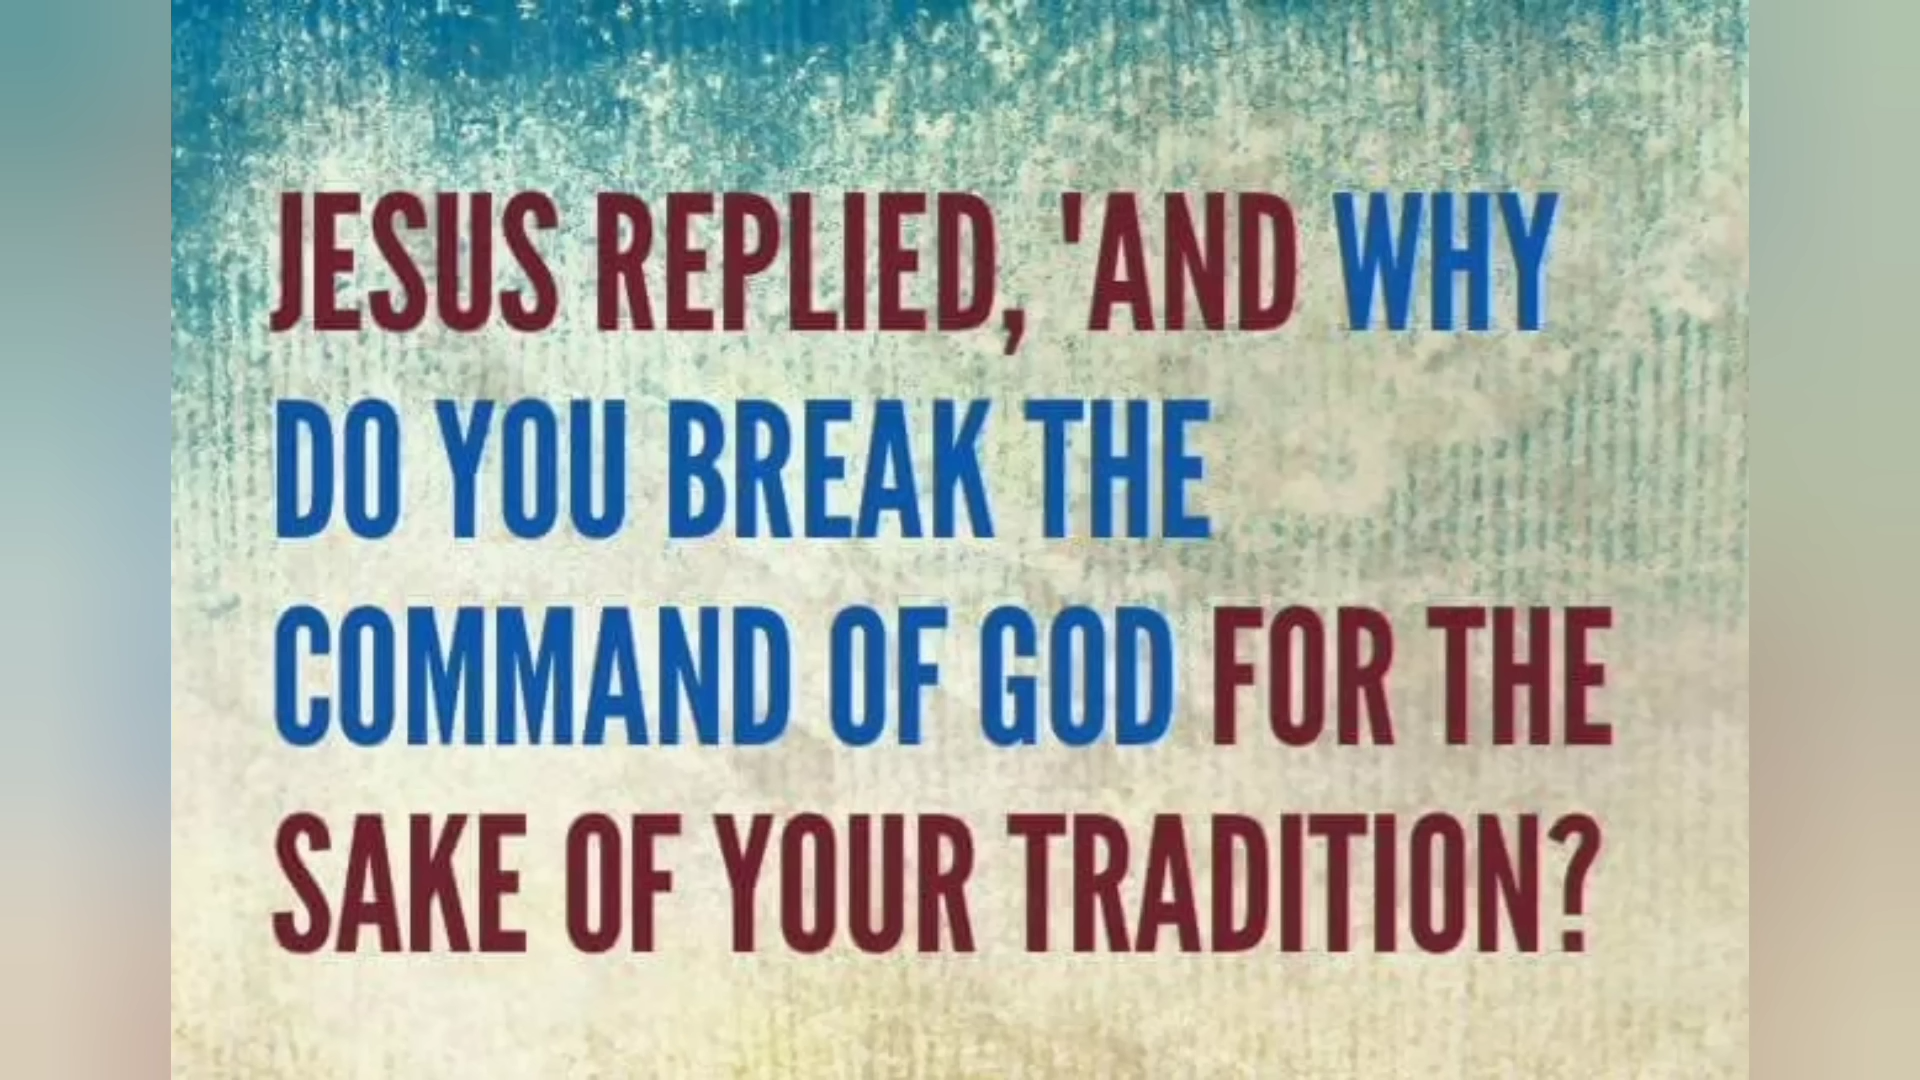 JESUS REPLIED, 'AND WHY
DO YOU BREAK THE
COMMAND OF GOD FOR THE
SAKE OF YOUR TRADITION?